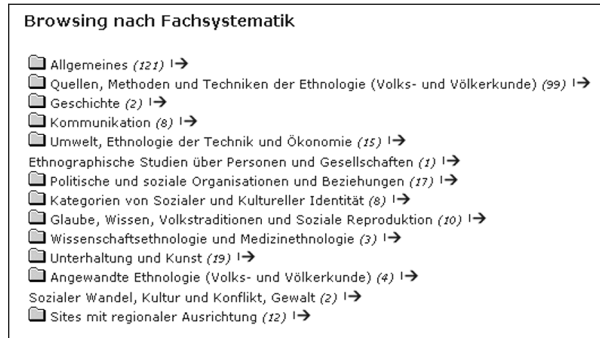 Browsing nach Fachsystematik
Allgemeines (121)
Quellen, Methoden und Techniken der Ethnologie (Volks- und Völkerkunde) (99)
Geschichte (2)
Kommunikation (8)
Umwelt, Ethnologie der Technik und Ökonomie (15)
Ethnographische Studien über Personen und Gesellschaften (1)
Politische und soziale Organisationen und Beziehungen (17)
Kategorien von Sozialer und Kultureller Identität (8)
Glaube, Wissen, Volkstraditionen und Soziale Reproduktion (10)
Wissenschaftsethnologie und Medizinethnologie (3)
Unterhaltung und Kunst (19)
Angewandte Ethnologie (Volks- und Völkerkunde) (4)
Sozialer Wandel, Kultur und Konflikt, Gewalt (2)
Sites mit regionaler Ausrichtung (12)